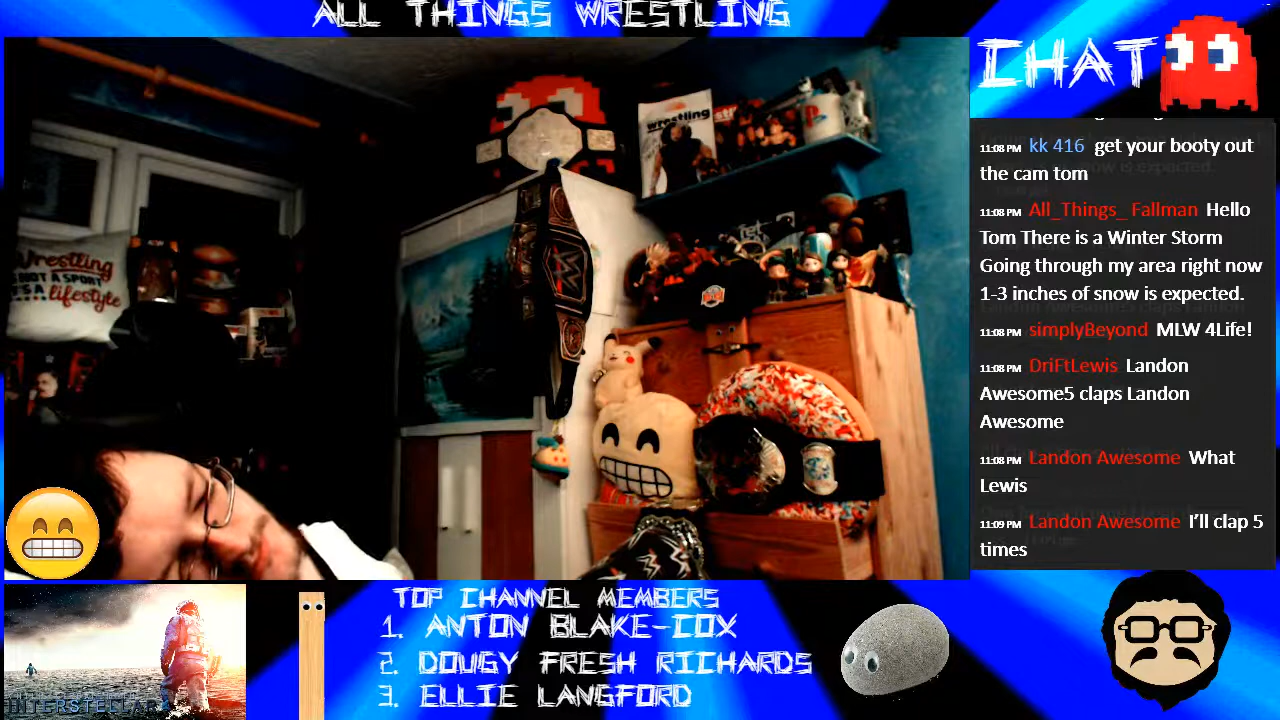 ALL THINGS WRESTLING
CHAT
11:08 PM kk 416 get your booty out
the cam tom
11:08 PM All_Things_ Fallman Hello
Tom There is a Winter Storm
Going through my area right now
1-3 inches of snow is expected.
11:08 PM simplyBeyond MLW 4Life!
11:08 PM DriFtLewis Landon
Awesome5 claps Landon
Awesome
11:08 PM Landon Awesome What
Lewis
11:09 PM Landon Awesome I’ll clap 5
times
wrestling
Wrestling
NOT A SPORT
IT'S A
lifestyle
TOP CHANNEL MEMBERS
1. ANTON BLAKE-COX
2. DOUGY FRESH RICHARDS
3. ELLIE LANGFORD
INTERSTELLAR